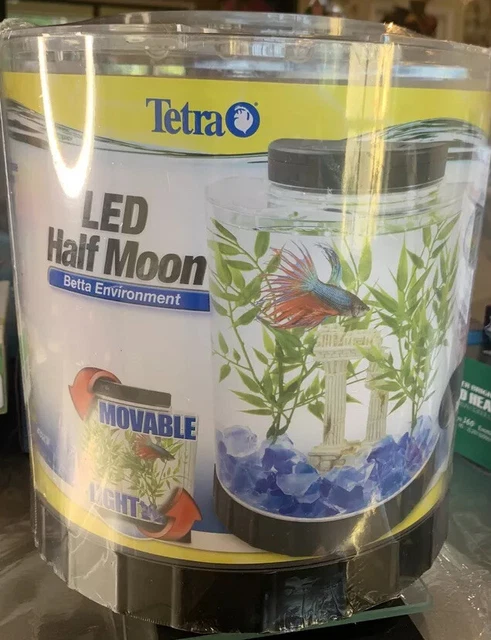 Tetra
LED
Half Moon
Betta Environment
MOVABLE
LIGHT